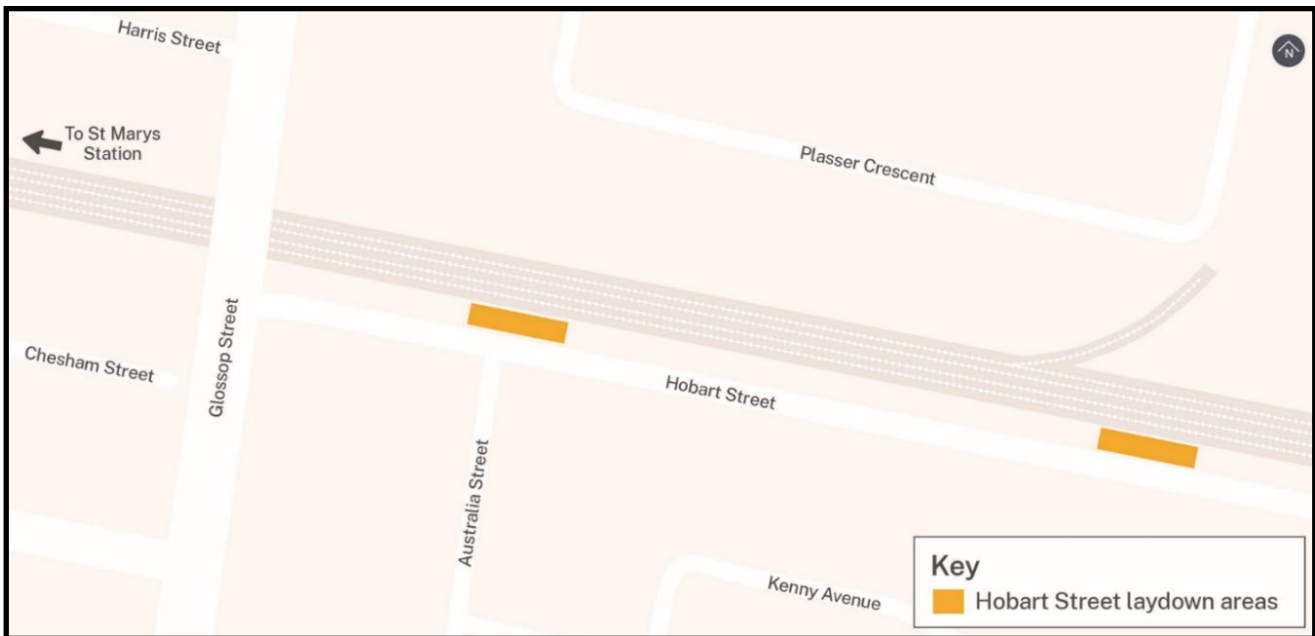 Harris Street
N
To St Marys
Station
Plasser Crescent
Glossop Street
Chesham Street
Hobart Street
Australia Street
Kenny Avenue
Key
Hobart Street laydown areas